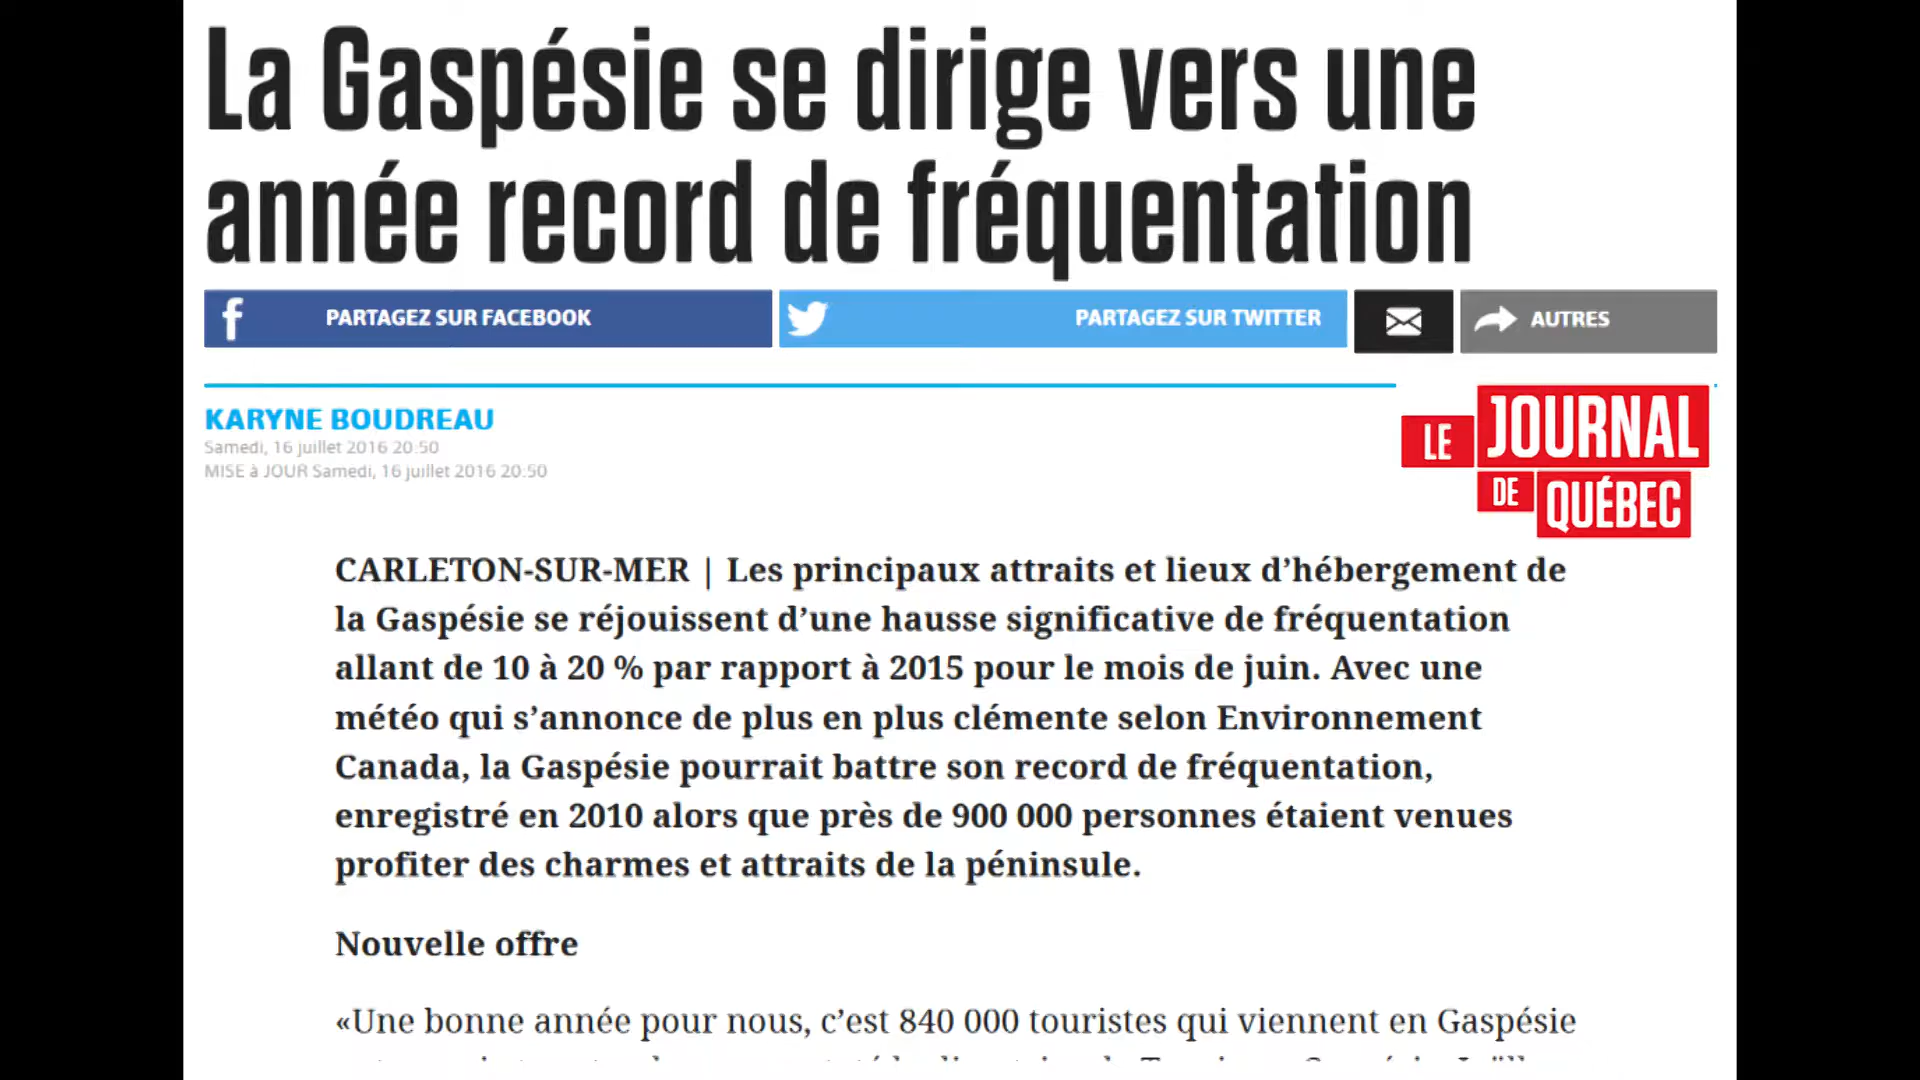 La Gaspésie se dirige vers une
année record de fréquentation
PARTAGEZ SUR FACEBOOK
PARTAGEZ SUR TWITTER
AUTRES
KARYNE BOUDREAU
Samedi, 16 juillet 2016 20:50
MISE à JOUR Samedi, 16 juillet 2016 20:50
LE JOURNAL
DE QUÉBEC
CARLETON-SUR-MER | Les principaux attraits et lieux d’hébergement de
la Gaspésie se réjouissent d’une hausse significative de fréquentation
allant de 10 à 20 % par rapport à 2015 pour le mois de juin. Avec une
météo qui s’annonce de plus en plus clémente selon Environnement
Canada, la Gaspésie pourrait battre son record de fréquentation,
enregistré en 2010 alors que près de 900 000 personnes étaient venues
profiter des charmes et attraits de la péninsule.
Nouvelle offre
«Une bonne année pour nous, c’est 840 000 touristes qui viennent en Gaspésie